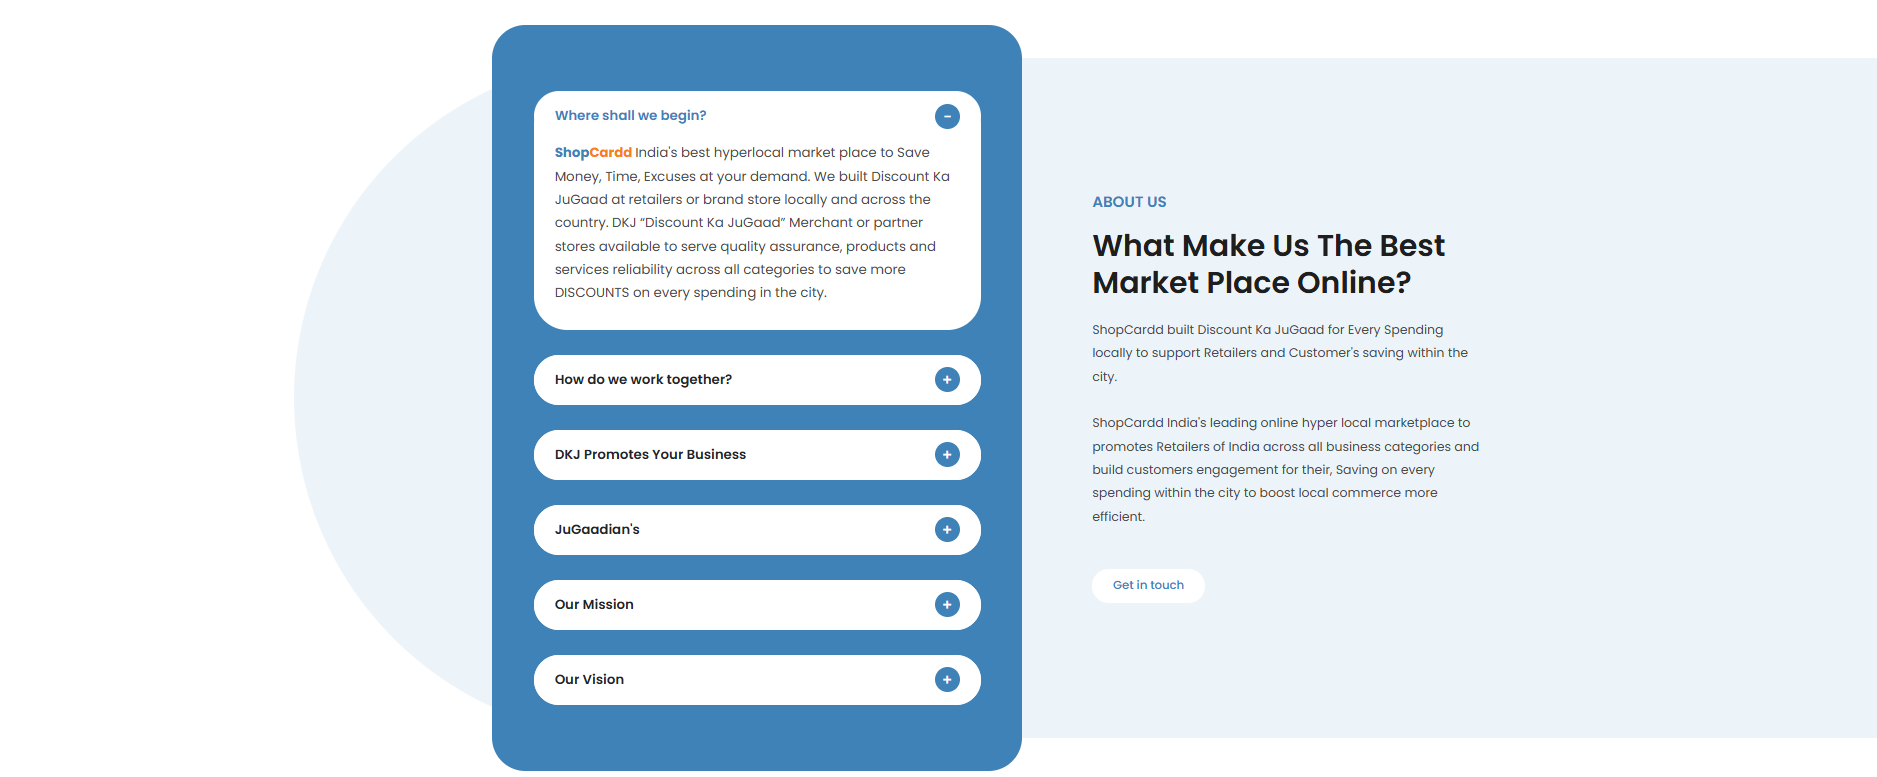 Where shall we begin?
ShopCardd India's best hyperlocal market place to Save
Money, Time, Excuses at your demand. We built Discount Ka
JuGaad at retailers or brand store locally and across the
country. DKJ “Discount Ka JuGaad” Merchant or partner
stores available to serve quality assurance, products and
services reliability across all categories to save more
DISCOUNTS on every spending in the city.
How do we work together?
DKJ Promotes Your Business
JuGaadian's
Our Mission
Our Vision
ABOUT US
What Make Us The Best
Market Place Online?
ShopCardd built Discount Ka JuGaad for Every Spending
locally to support Retailers and Customer's saving within the
city.
ShopCardd India's leading online hyper local marketplace to
promotes Retailers of India across all business categories and
build customers engagement for their, Saving on every
spending within the city to boost local commerce more
efficient.
Get in touch